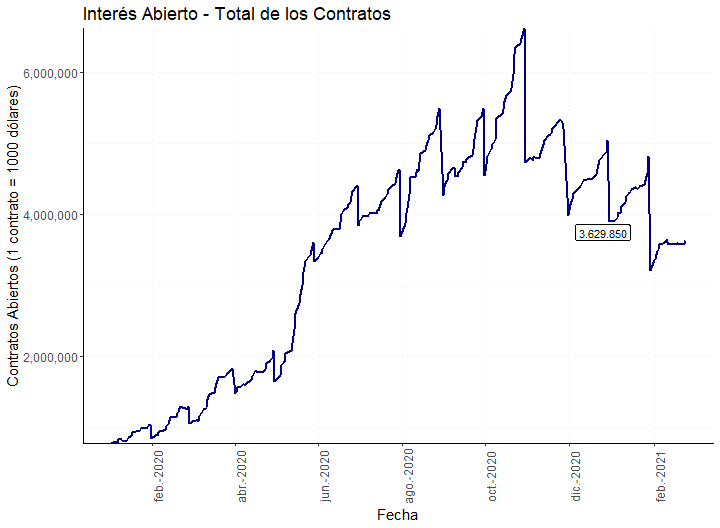 Interés Abierto - Total de los Contratos
Contratos Abiertos (1 contrato = 1000 dólares)
6,000,000
4,000,000
2,000,000
3.629.850
feb.-2020
abr.-2020
jun.-2020
ago.-2020
oct.-2020
dic.-2020
feb.-2021
Fecha